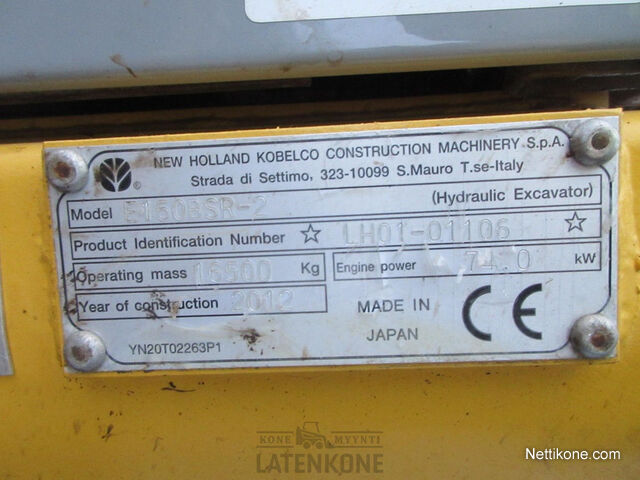 NEW HOLLAND KOBELCO CONSTRUCTION MACHINERY S.p.A.
Strada di Settimo, 323-10099 S.Mauro T.se-Italy
Model E150BSR-2 (Hydraulic Excavator)
Product Identification Number ☆ LH01-01106 ☆
Operating mass 16500 Kg Engine power 74.0 kW
Year of construction 2012
MADE IN
JAPAN
CE
YN20T02263P1
KONE MYYNTI
LATENKONE
Nettikone.com